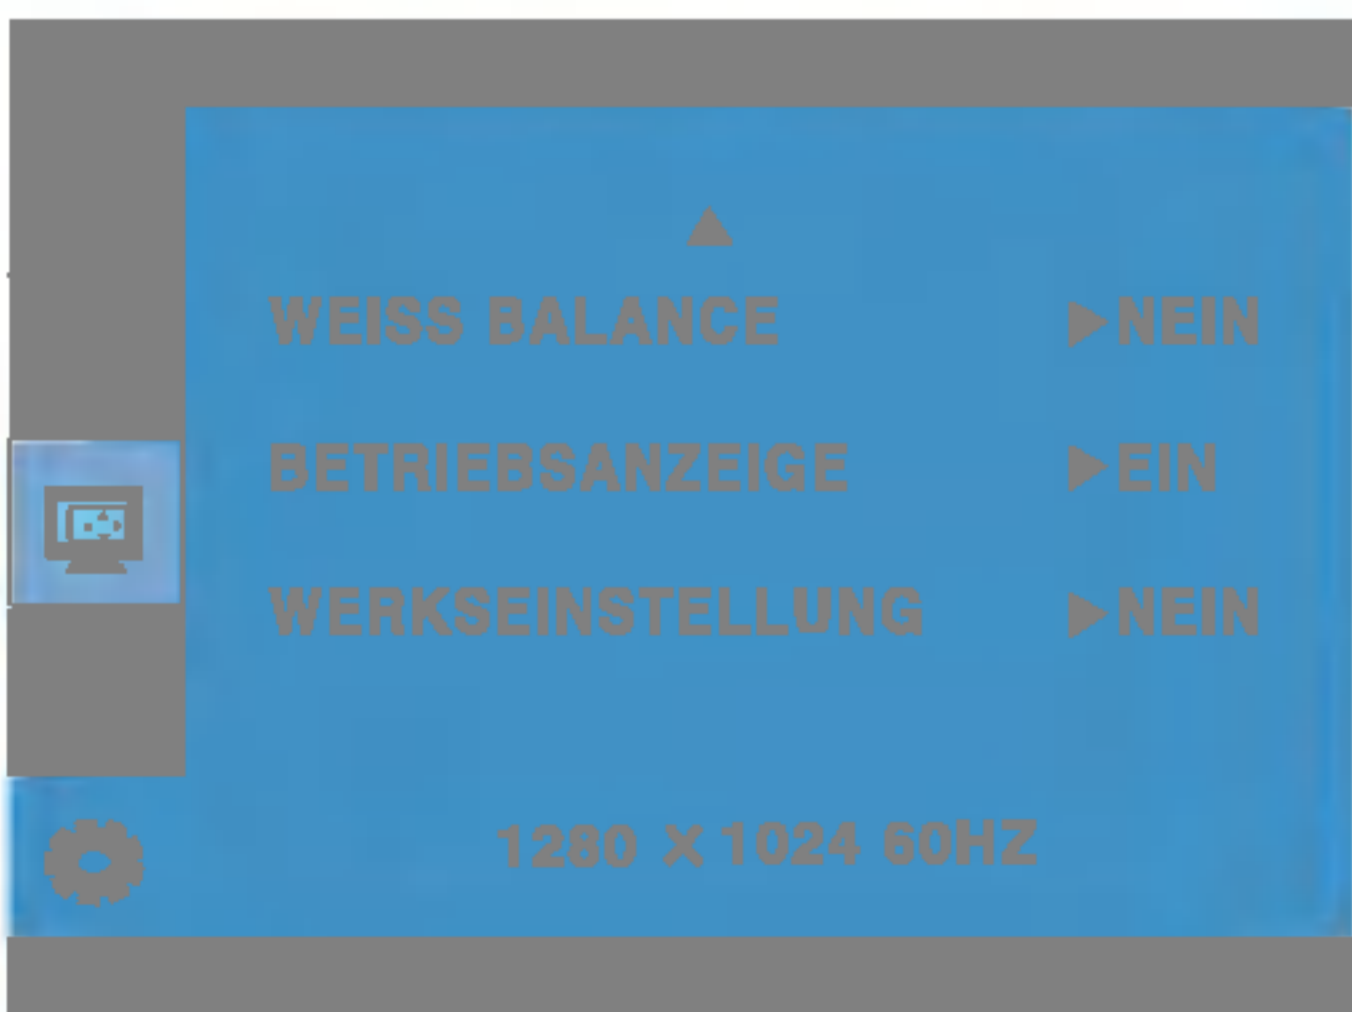 WEISS BALANCE ▶NEIN
BETRIEBSANZEIGE ▶EIN
WERKSEINSTELLUNG ▶NEIN
1280 X 1024 60HZ